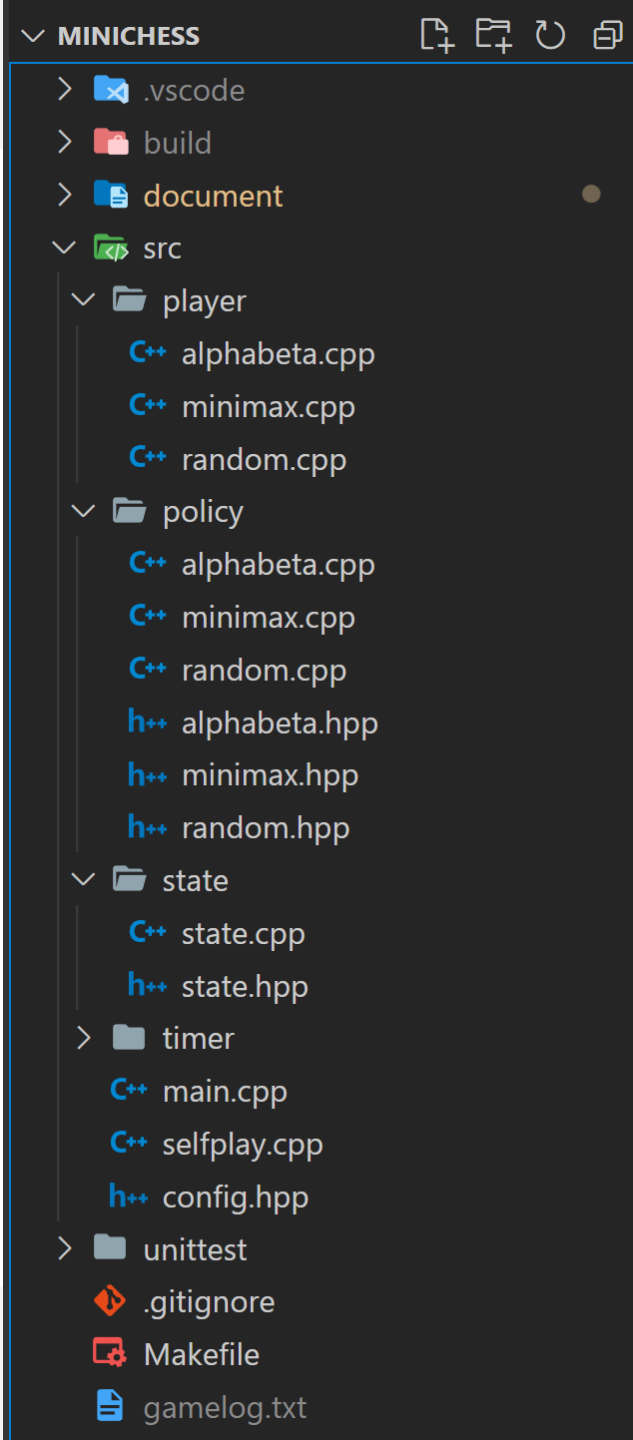 MINICHESS
.vscode
build
document
src
player
C++ alphabeta.cpp
C++ minimax.cpp
C++ random.cpp
policy
C++ alphabeta.cpp
C++ minimax.cpp
C++ random.cpp
h++ alphabeta.hpp
h++ minimax.hpp
h++ random.hpp
state
C++ state.cpp
h++ state.hpp
timer
C++ main.cpp
C++ selfplay.cpp
h++ config.hpp
unittest
.gitignore
Makefile
gamelog.txt